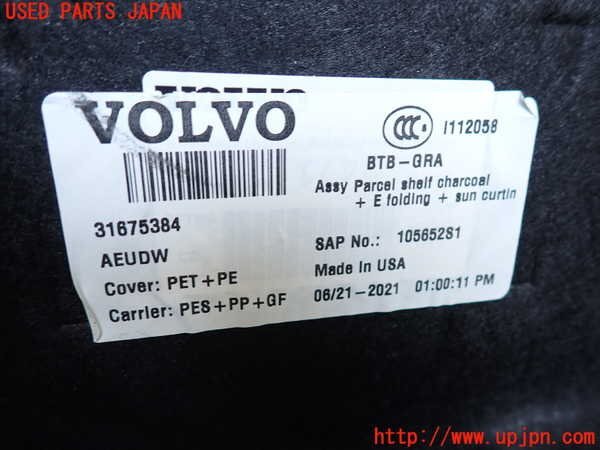 USED PARTS JAPAN
VOLVO
CCC S I112058
BTB-GRA
Assy Parcel shelf charcoal
+ E folding + sun curtin
31675384
AEUDW
Cover: PET+PE
Carrier: PES+PP+GF
SAP No.: 10565281
Made In USA
06/21-2021 01:00:11 PM
http://www.upjpn.com/